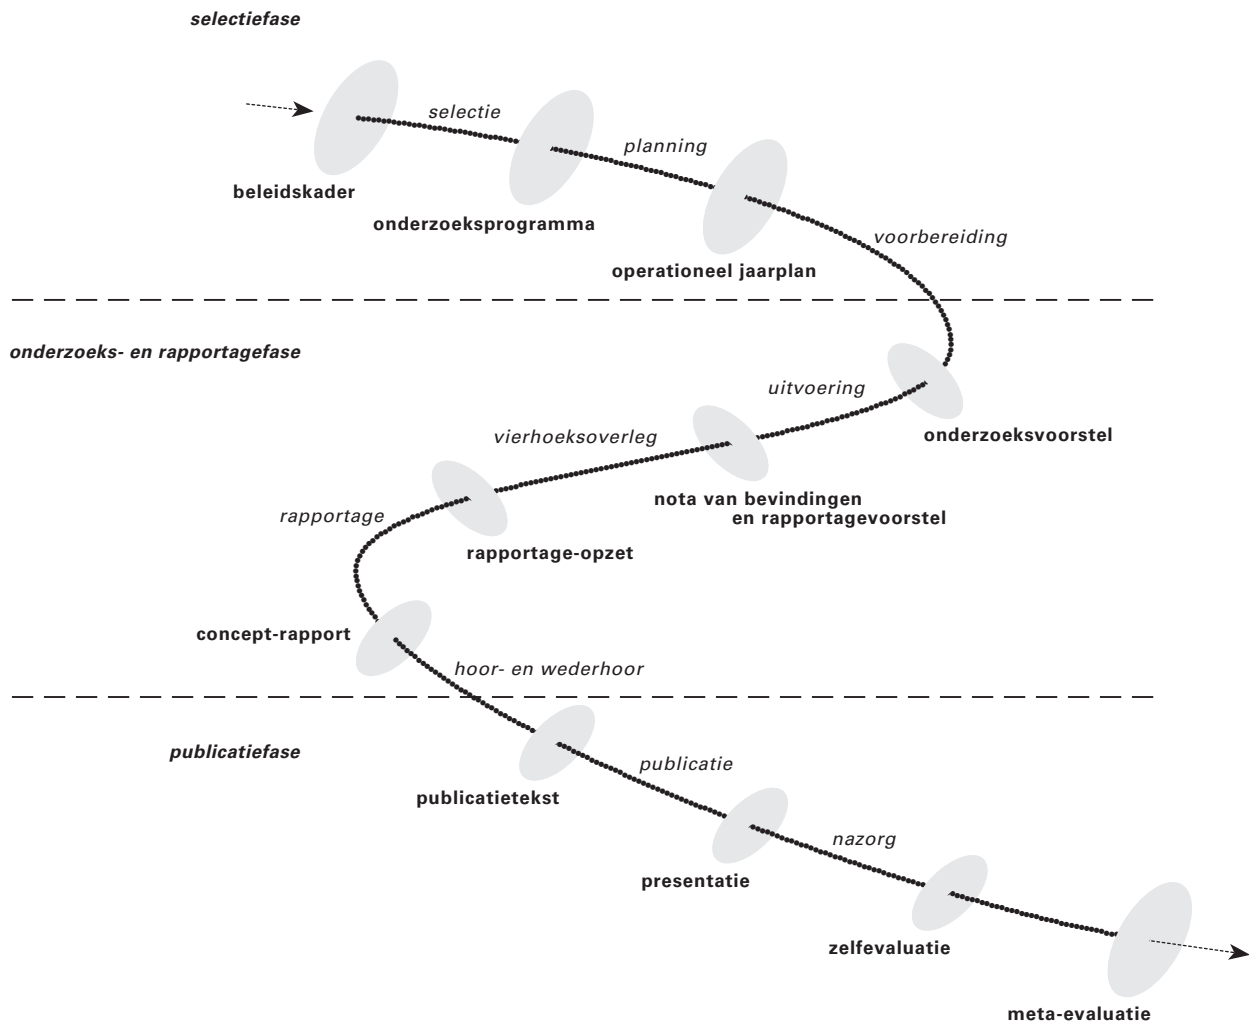 selectiefase
selectie
planning
beleidskader
onderzoeksprogramma
voorbereiding
operationeel jaarplan
onderzoeks- en rapportagefase
uitvoering
onderzoeksvoorstel
vierhoeksoverleg
nota van bevindingen
en rapportagevoorstel
rapportage
rapportage-opzet
concept-rapport
hoor- en wederhoor
publicatiefase
publicatie
publicatietekst
nazorg
presentatie
zelfevaluatie
meta-evaluatie